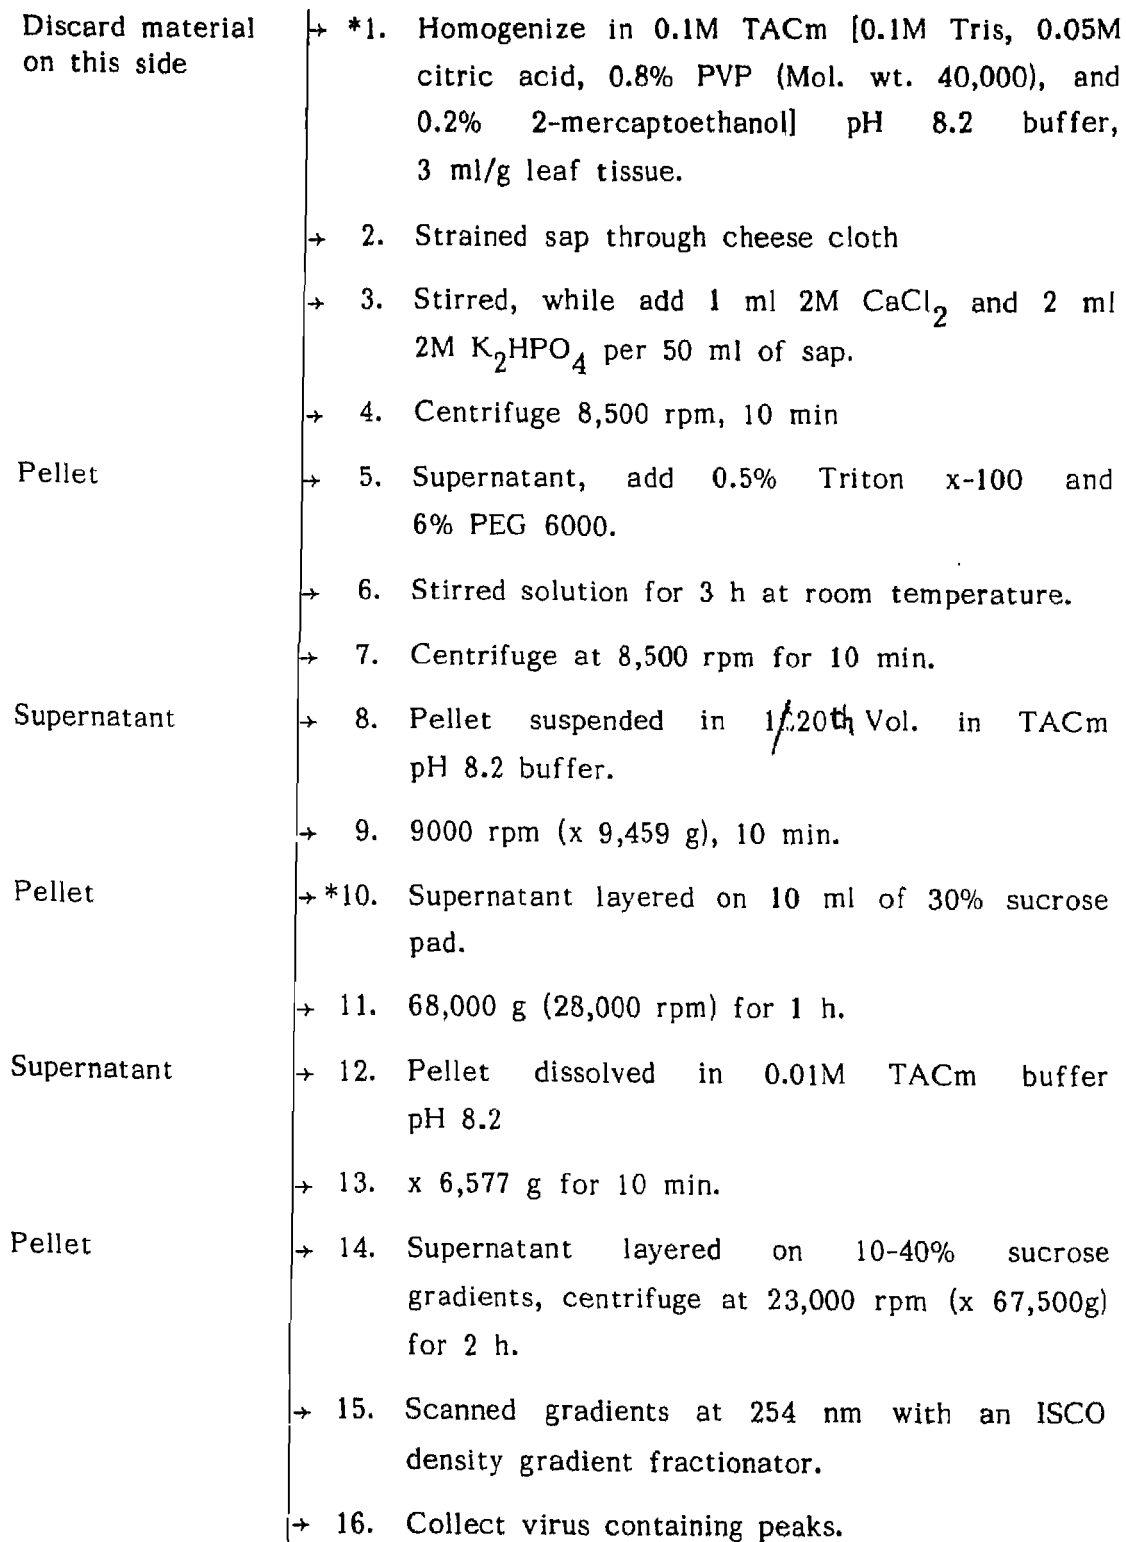 Discard material
on this side
→ *1. Homogenize in 0.1M TACm [0.1M Tris, 0.05M
citric acid, 0.8% PVP (Mol. wt. 40,000), and
0.2% 2-mercaptoethanol] pH 8.2 buffer,
3 ml/g leaf tissue.
→ 2. Strained sap through cheese cloth
→ 3. Stirred, while add 1 ml 2M CaCl₂ and 2 ml
2M K₂HPO₄ per 50 ml of sap.
→ 4. Centrifuge 8,500 rpm, 10 min
Pellet → 5. Supernatant, add 0.5% Triton x-100 and
6% PEG 6000.
→ 6. Stirred solution for 3 h at room temperature.
→ 7. Centrifuge at 8,500 rpm for 10 min.
Supernatant → 8. Pellet suspended in 1/20th Vol. in TACm
pH 8.2 buffer.
→ 9. 9000 rpm (x 9,459 g), 10 min.
Pellet → *10. Supernatant layered on 10 ml of 30% sucrose
pad.
→ 11. 68,000 g (28,000 rpm) for 1 h.
Supernatant → 12. Pellet dissolved in 0.01M TACm buffer
pH 8.2
→ 13. x 6,577 g for 10 min.
Pellet → 14. Supernatant layered on 10-40% sucrose
gradients, centrifuge at 23,000 rpm (x 67,500g)
for 2 h.
→ 15. Scanned gradients at 254 nm with an ISCO
density gradient fractionator.
→ 16. Collect virus containing peaks.